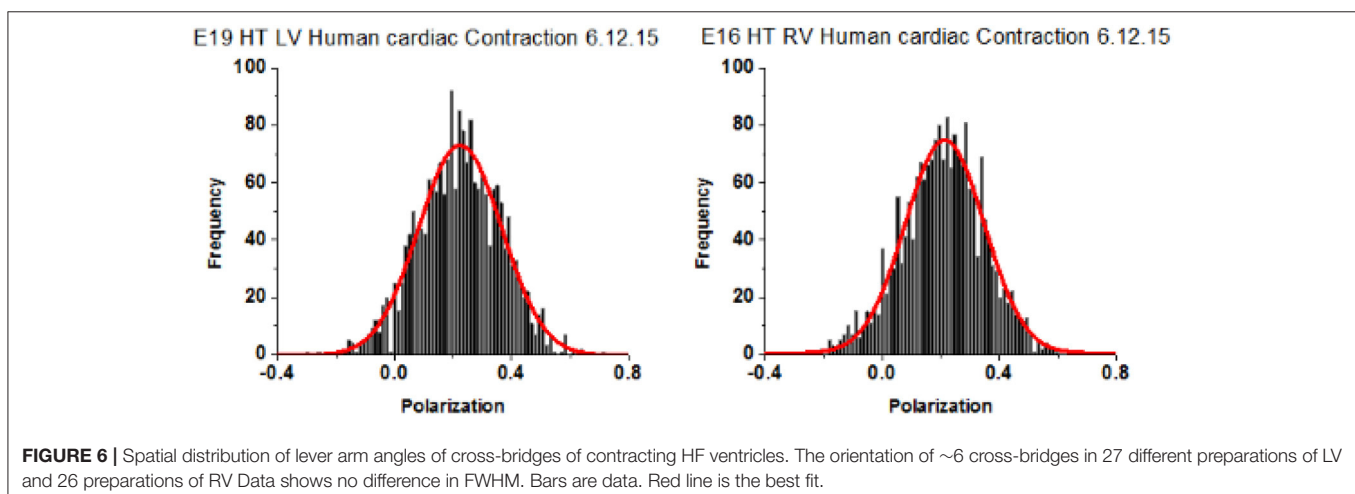 E19 HT LV Human cardiac Contraction 6.12.15
100
80
60
40
20
0
Frequency
-0.4
0.0
0.4
0.8
Polarization
E16 HT RV Human cardiac Contraction 6.12.15
100
80
60
40
20
0
Frequency
-0.4
0.0
0.4
0.8
Polarization
FIGURE 6 | Spatial distribution of lever arm angles of cross-bridges of contracting HF ventricles. The orientation of ~6 cross-bridges in 27 different preparations of LV
and 26 preparations of RV Data shows no difference in FWHM. Bars are data. Red line is the best fit.